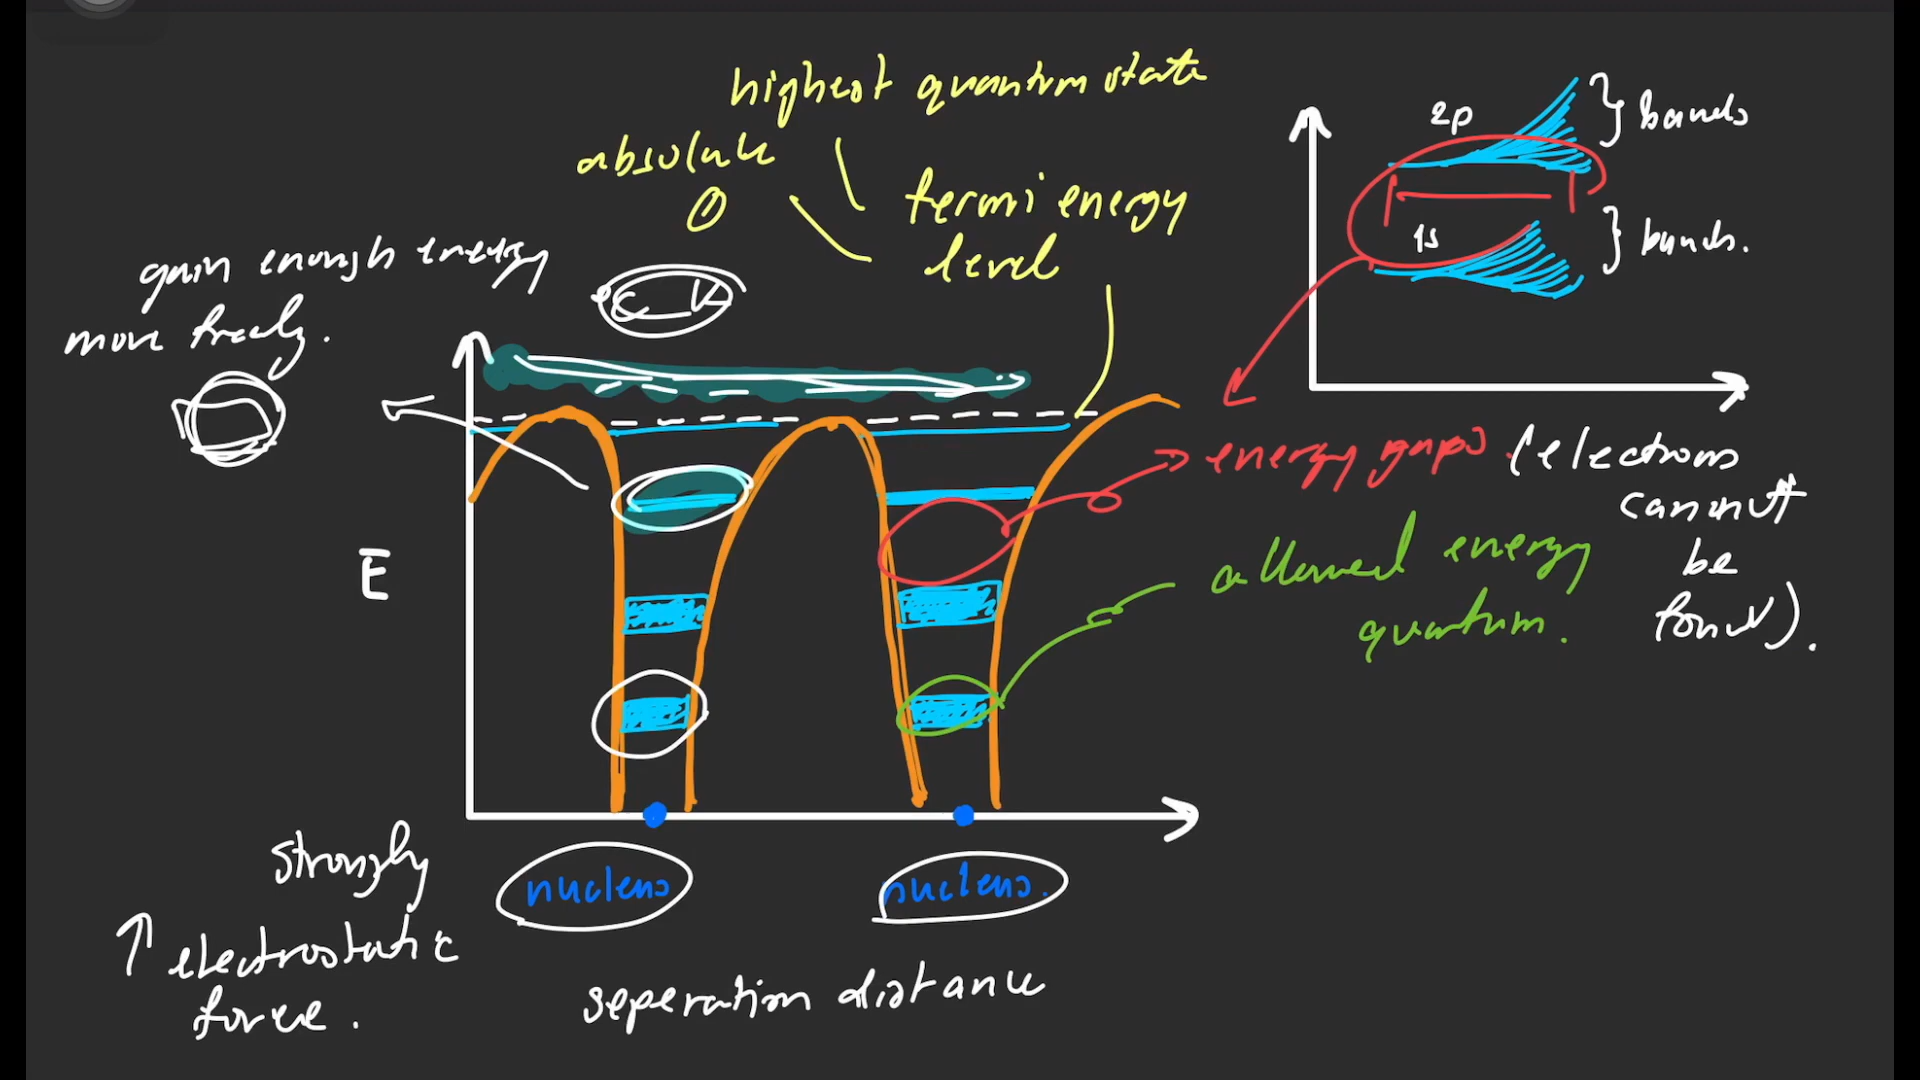 highest quantum state
absolute
0
fermi energy
level
gain enough energy
move freely.
2p
bands
1s
bands.
energy gaps. (electrons
cannot
be
found).
allowed energy
quantum.
E
nucleus
nucleus.
strongly
↑ electrostatic
force.
seperation distance